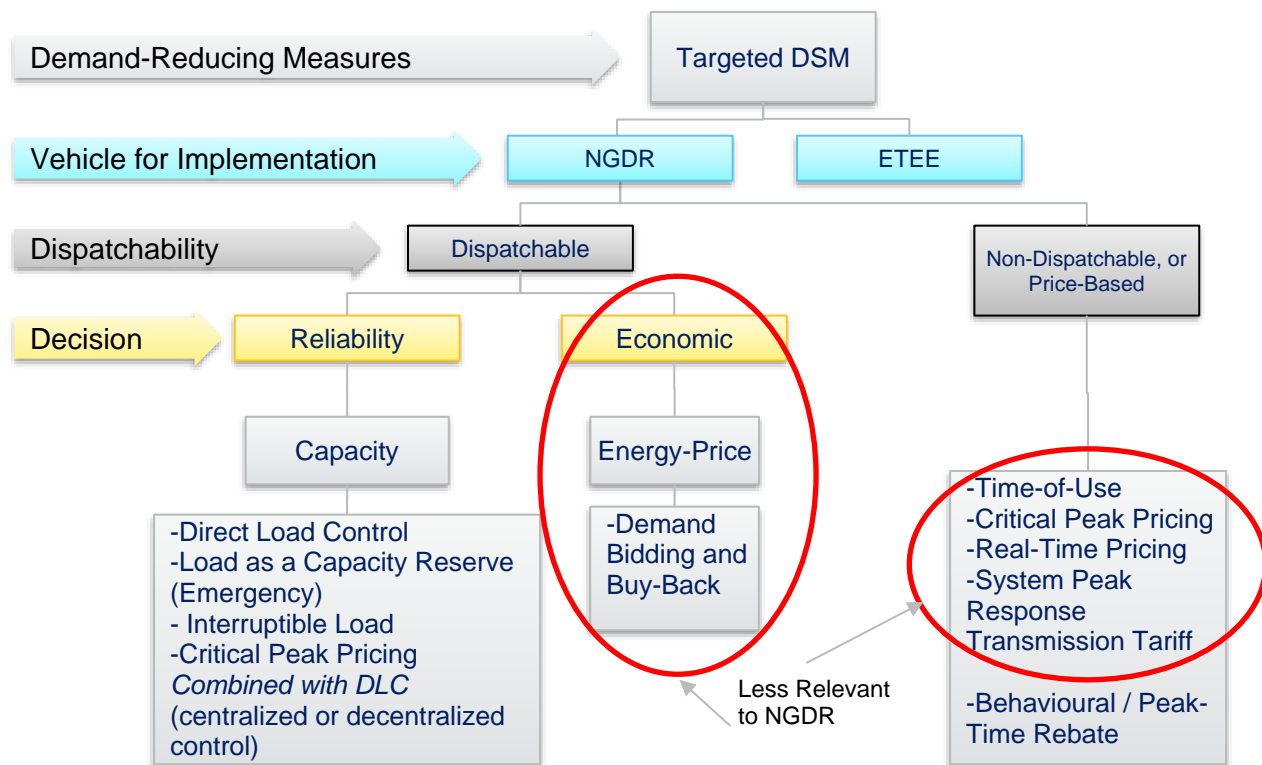 Demand-Reducing Measures
Targeted DSM
Vehicle for Implementation
NGDR
ETEE
Dispatchability
Dispatchable
Non-Dispatchable, or
Price-Based
Decision
Reliability
Economic
Capacity
Energy-Price
-Direct Load Control
-Load as a Capacity Reserve
(Emergency)
- Interruptible Load
-Critical Peak Pricing
Combined with DLC
(centralized or decentralized
control)
-Demand
Bidding and
Buy-Back
-Time-of-Use
-Critical Peak Pricing
-Real-Time Pricing
-System Peak
Response
Transmission Tariff
-Behavioural / Peak-
Time Rebate
Less Relevant
to NGDR